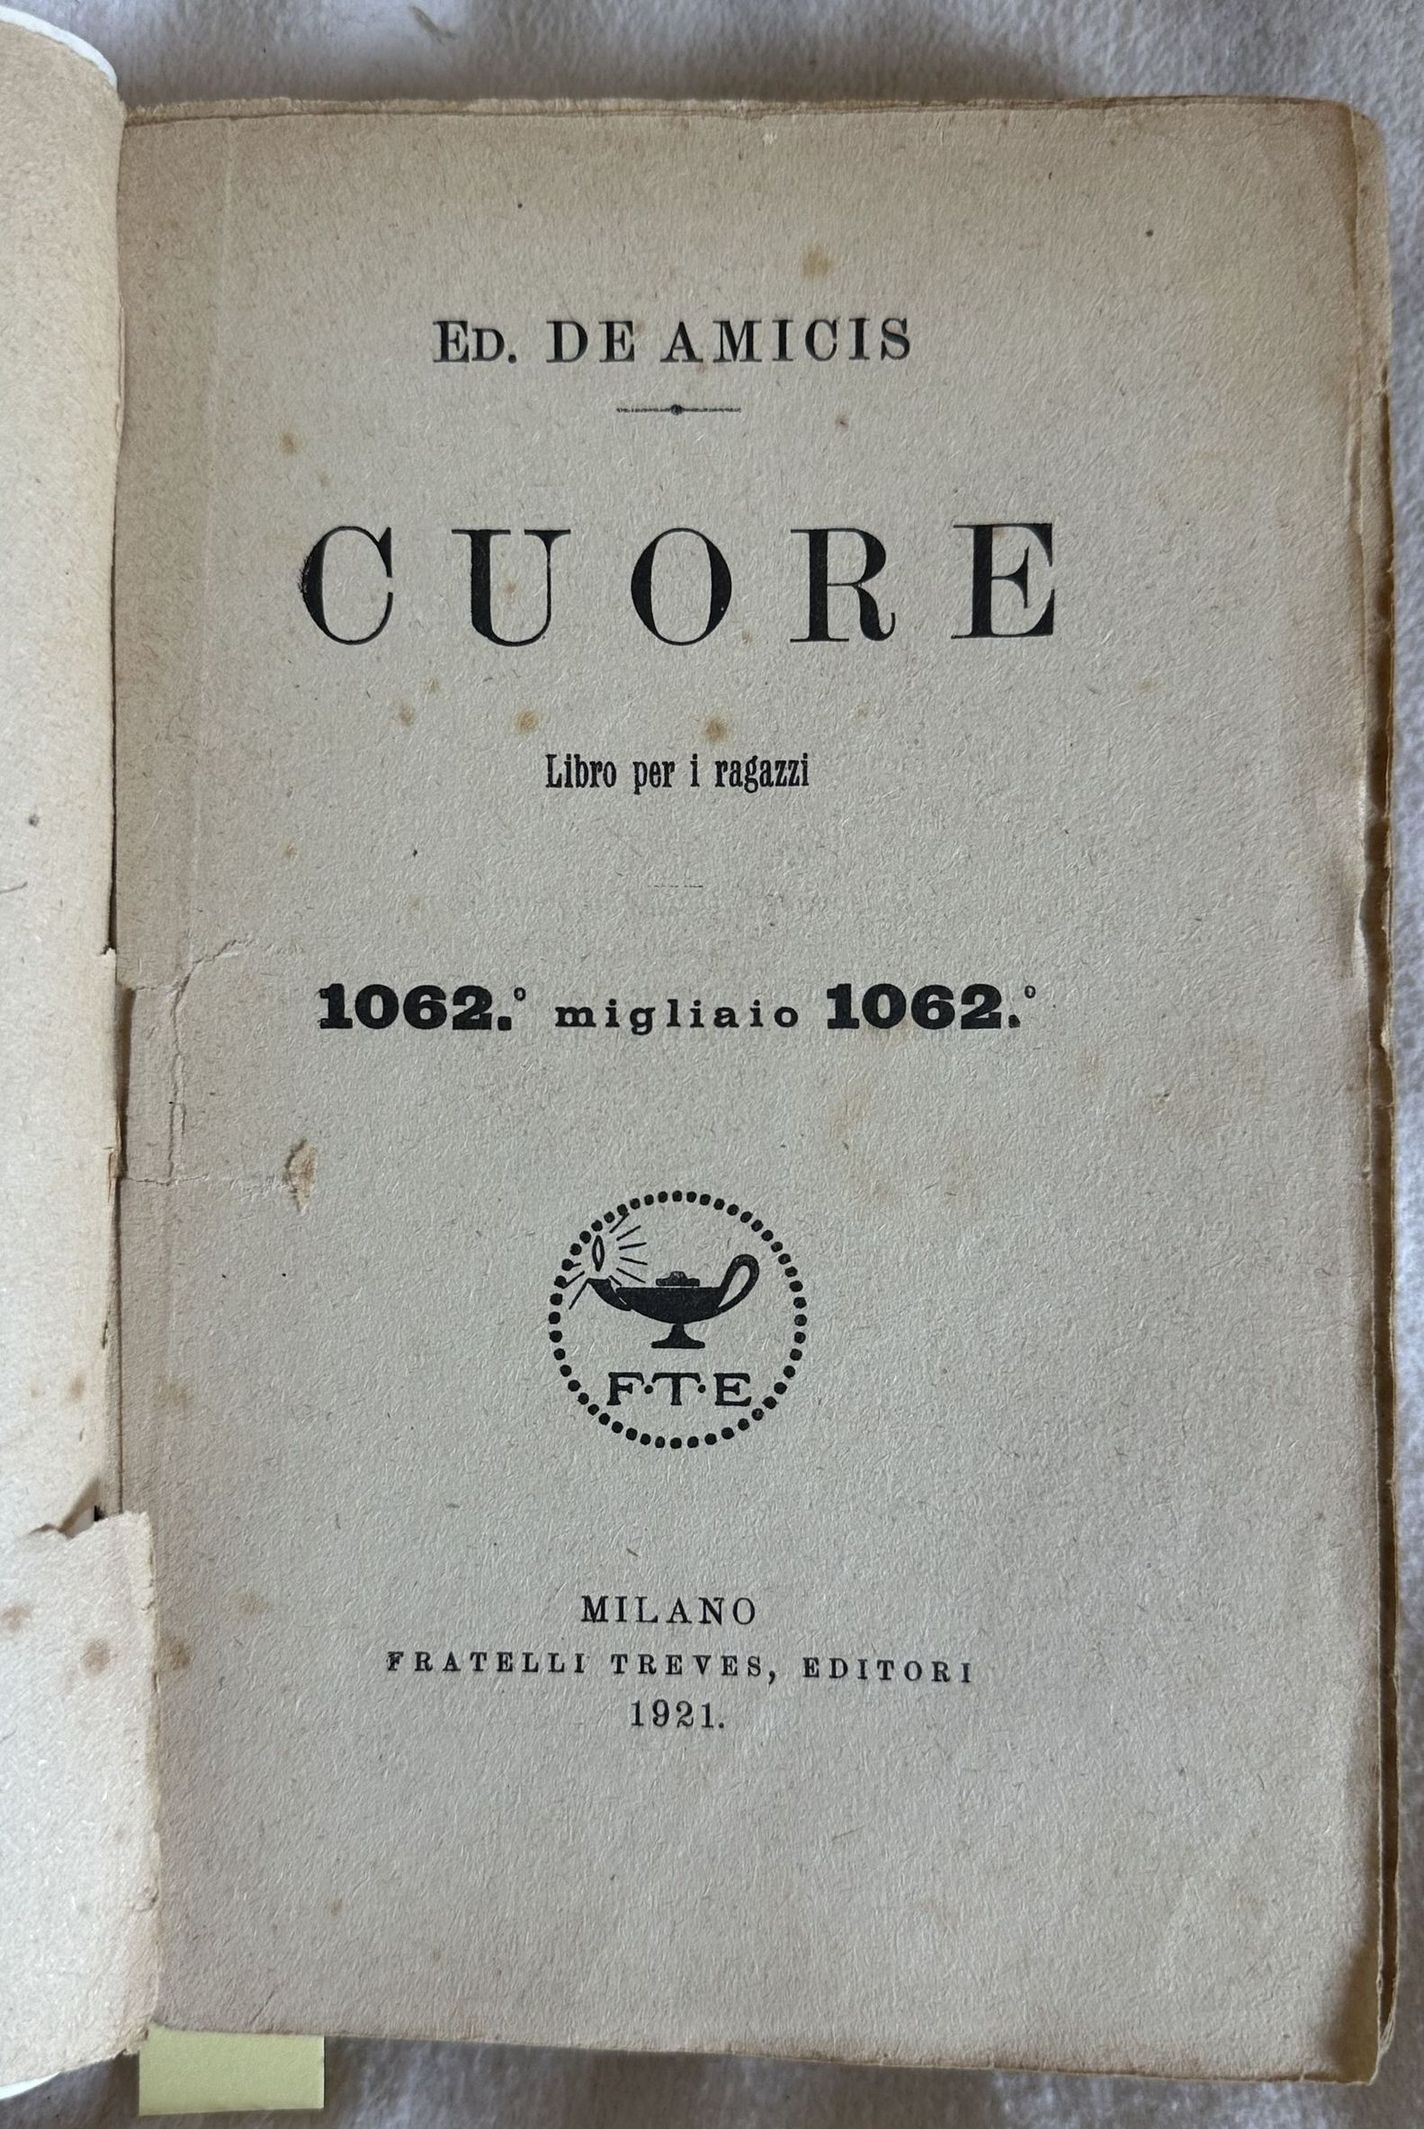 ED. DE AMICIS
CUORE
Libro per i ragazzi
1062.º migliaio 1062.º
F·T·E
MILANO
FRATELLI TREVES, EDITORI
1921.